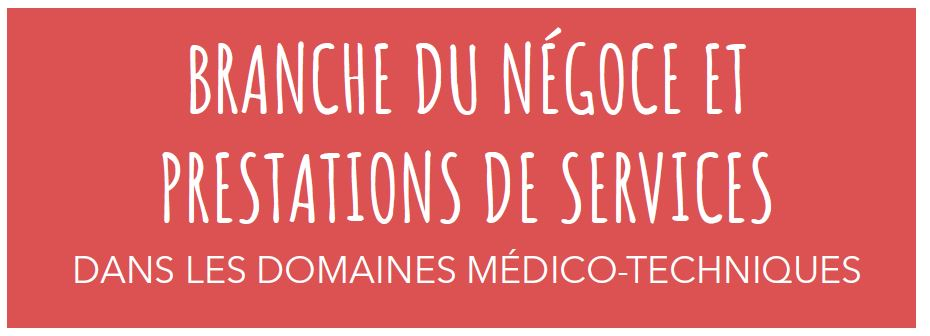 BRANCHE DU NÉGOCE ET
PRESTATIONS DE SERVICES
DANS LES DOMAINES MÉDICO-TECHNIQUES